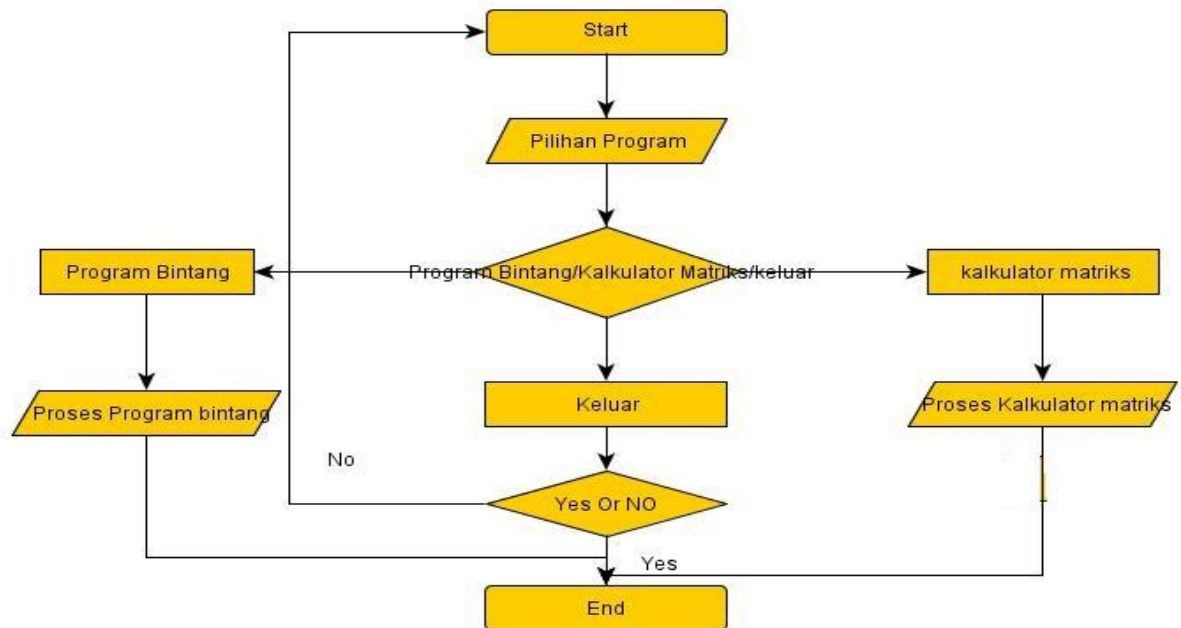 Start
Pilihan Program
Program Bintang
Program Bintang/Kalkulator Matriks/keluar
kalkulator matriks
Proses Program bintang
Keluar
Proses Kalkulator matriks
No
Yes Or NO
Yes
End